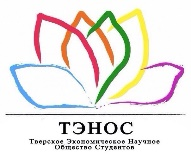 ТЭНОС
Тверское Экономическое Научное
Общество Студентов